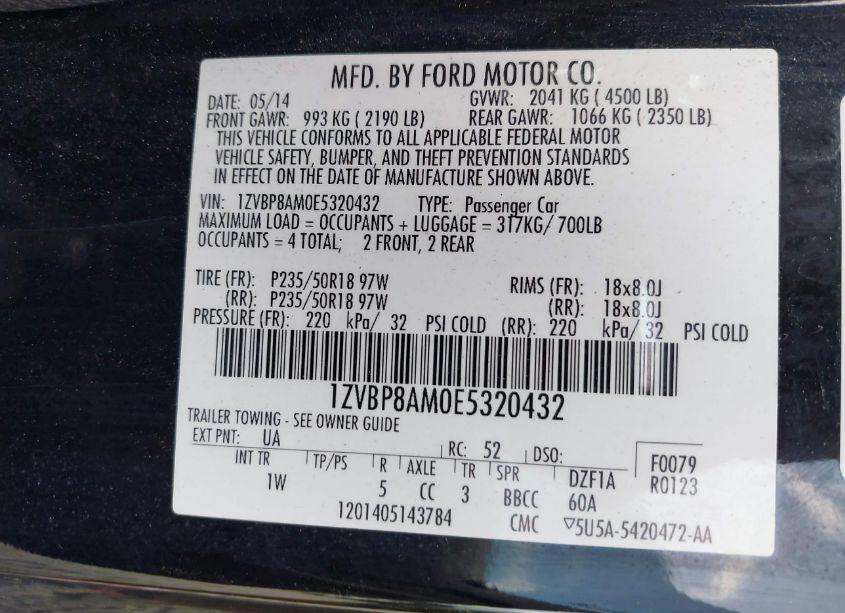 MFD. BY FORD MOTOR CO.
DATE: 05/14 GVWR: 2041 KG ( 4500 LB)
FRONT GAWR: 993 KG ( 2190 LB) REAR GAWR: 1066 KG ( 2350 LB)
THIS VEHICLE CONFORMS TO ALL APPLICABLE FEDERAL MOTOR
VEHICLE SAFETY, BUMPER, AND THEFT PREVENTION STANDARDS
IN EFFECT ON THE DATE OF MANUFACTURE SHOWN ABOVE.
VIN: 1ZVBP8AM0E5320432 TYPE: Passenger Car
MAXIMUM LOAD = OCCUPANTS + LUGGAGE = 317KG/ 700LB
OCCUPANTS = 4 TOTAL; 2 FRONT, 2 REAR
TIRE (FR): P235/50R18 97W RIMS (FR): 18x8.0J
(RR): P235/50R18 97W (RR): 18x8.0J
PRESSURE (FR): 220 kPa/ 32 PSI COLD (RR): 220 kPa/ 32 PSI COLD
1ZVBP8AM0E5320432
TRAILER TOWING - SEE OWNER GUIDE
EXT PNT: UA RC: 52 DSO: F0079
INT TR TP/PS R AXLE TR SPR DZF1A R0123
1W 5 CC 3 BBCC 60A
1201405143784 CMC ▽5U5A-5420472-AA